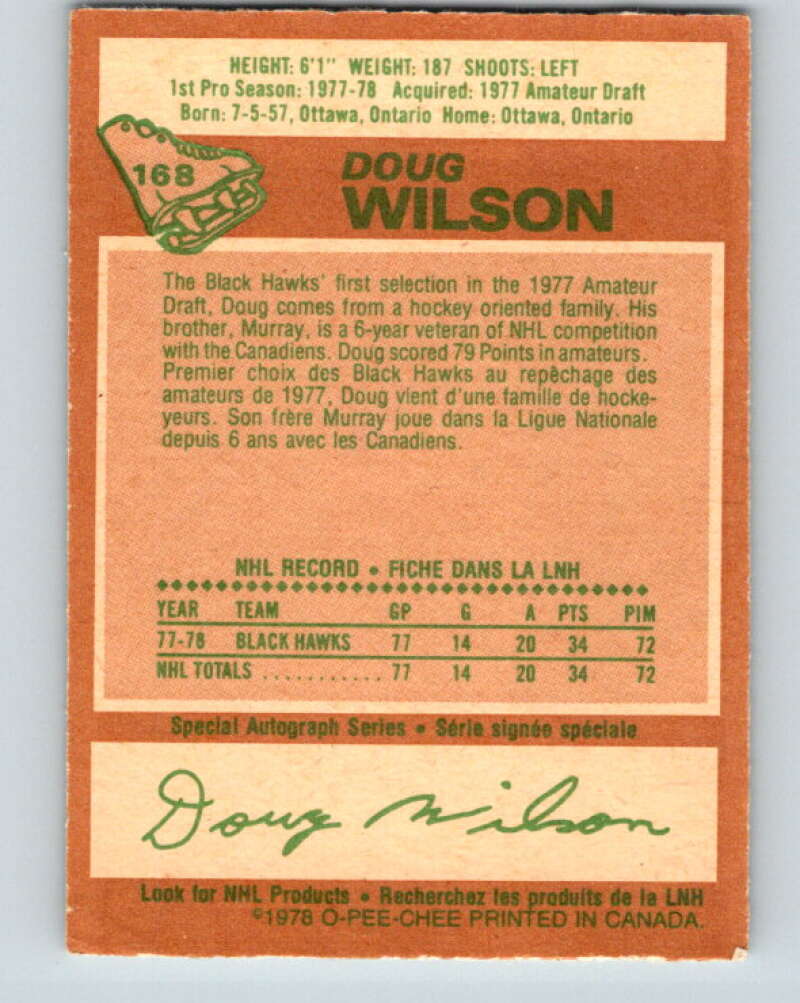 HEIGHT: 6'1" WEIGHT: 187 SHOOTS: LEFT
1st Pro Season: 1977-78 Acquired: 1977 Amateur Draft
Born: 7-5-57, Ottawa, Ontario Home: Ottawa, Ontario
168
DOUG
WILSON
The Black Hawks' first selection in the 1977 Amateur
Draft, Doug comes from a hockey oriented family. His
brother, Murray, is a 6-year veteran of NHL competition
with the Canadiens. Doug scored 79 Points in amateurs.
Premier choix des Black Hawks au repêchage des
amateurs de 1977, Doug vient d'une famille de hocke-
yeurs. Son frère Murray joue dans la Ligue Nationale
depuis 6 ans avec les Canadiens.
NHL RECORD • FICHE DANS LA LNH
YEAR TEAM GP G A PTS PIM
77-78 BLACK HAWKS 77 14 20 34 72
NHL TOTALS ........... 77 14 20 34 72
Special Autograph Series • Série signée spéciale
Doug Wilson
Look for NHL Products • Recherchez les produits de la LNH
©1978 O-PEE-CHEE PRINTED IN CANADA.